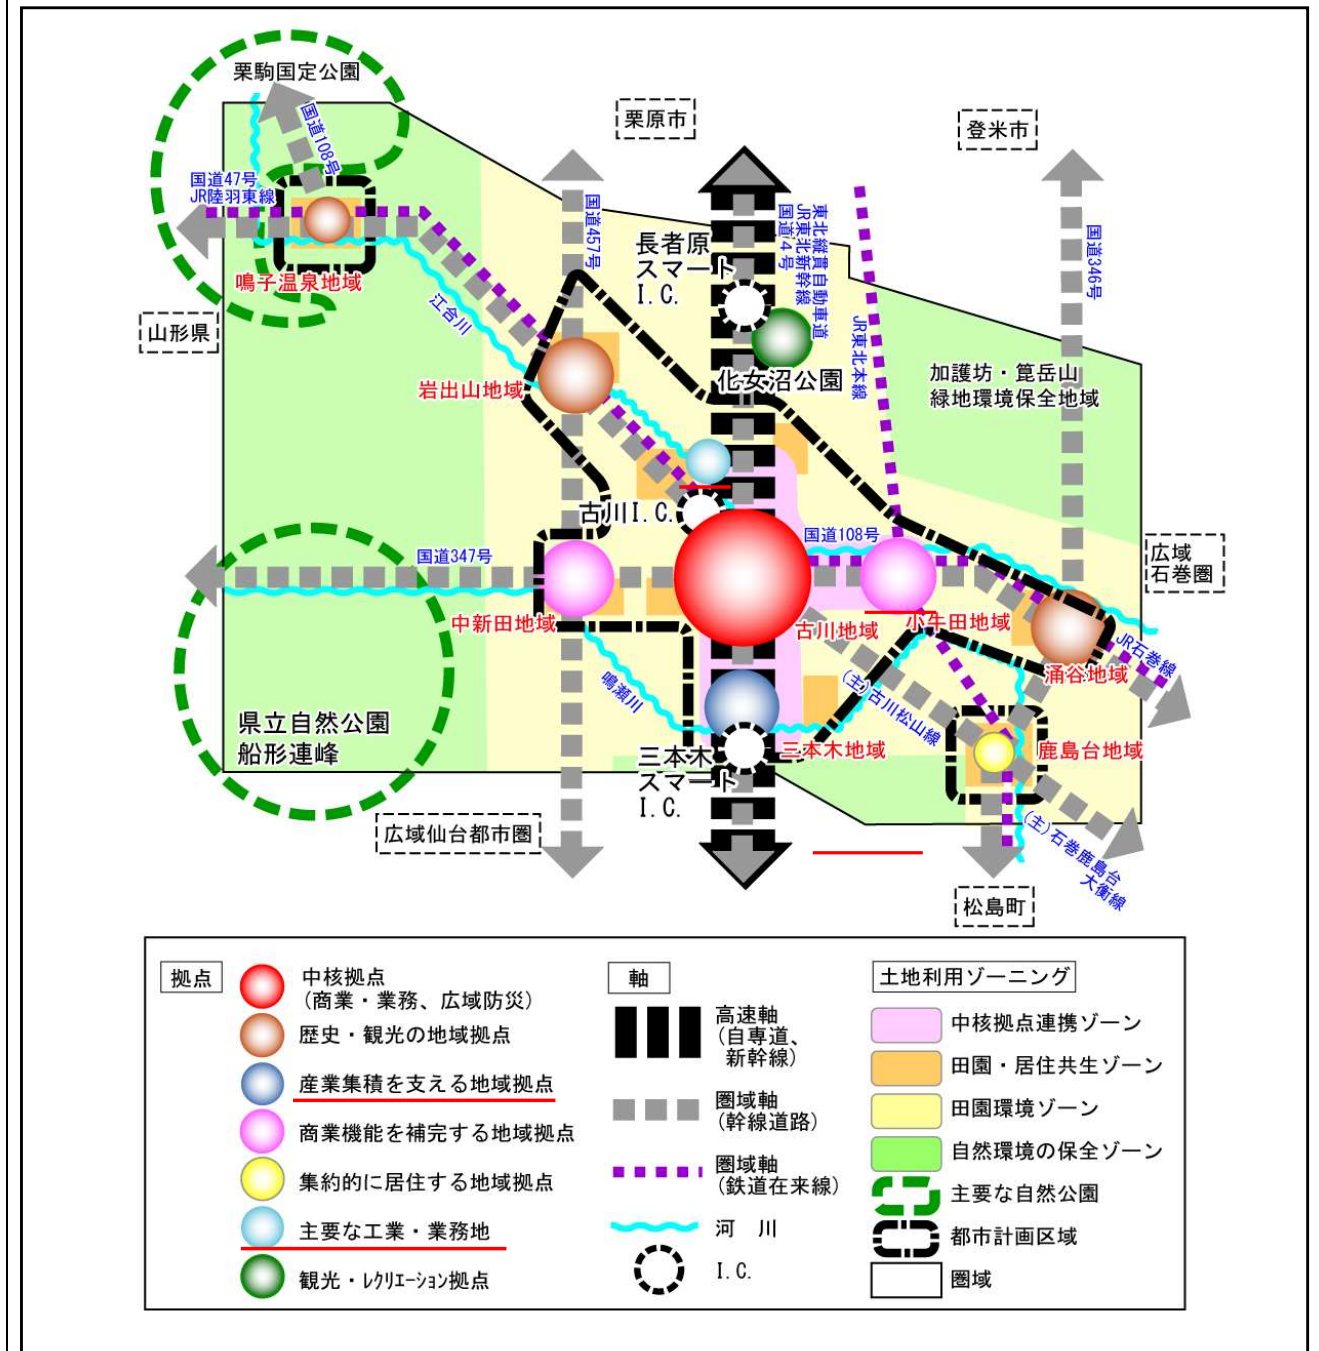 栗駒国定公園
栗原市
登米市
国道108号
国道47号
JR陸羽東線
国道457号
長者原
スマート
I.C.
東北縦貫自動車道
JR東北新幹線
国道4号
国道346号
鳴子温泉地域
江合川
山形県
JR東北本線
化女沼公園
加護坊・箟岳山
緑地環境保全地域
岩出山地域
古川I.C.
国道108号
国道347号
広域
石巻圏
中新田地域
古川地域
小牛田地域
JR石巻線
涌谷地域
鳴瀬川
(主)古川松山線
県立自然公園
船形連峰
三本木
スマート
I.C.
三本木地域
鹿島台地域
広域仙台都市圏
(主)石巻鹿島台
大衡線
松島町
拠点
中核拠点
(商業・業務、広域防災)
歴史・観光の地域拠点
産業集積を支える地域拠点
商業機能を補完する地域拠点
集約的に居住する地域拠点
主要な工業・業務地
観光・ﾚｸﾘｴｰｼｮﾝ拠点
軸
高速軸
(自専道、
新幹線)
圏域軸
(幹線道路)
圏域軸
(鉄道在来線)
河　川
I.C.
土地利用ゾーニング
中核拠点連携ゾーン
田園・居住共生ゾーン
田園環境ゾーン
自然環境の保全ゾーン
主要な自然公園
都市計画区域
圏域